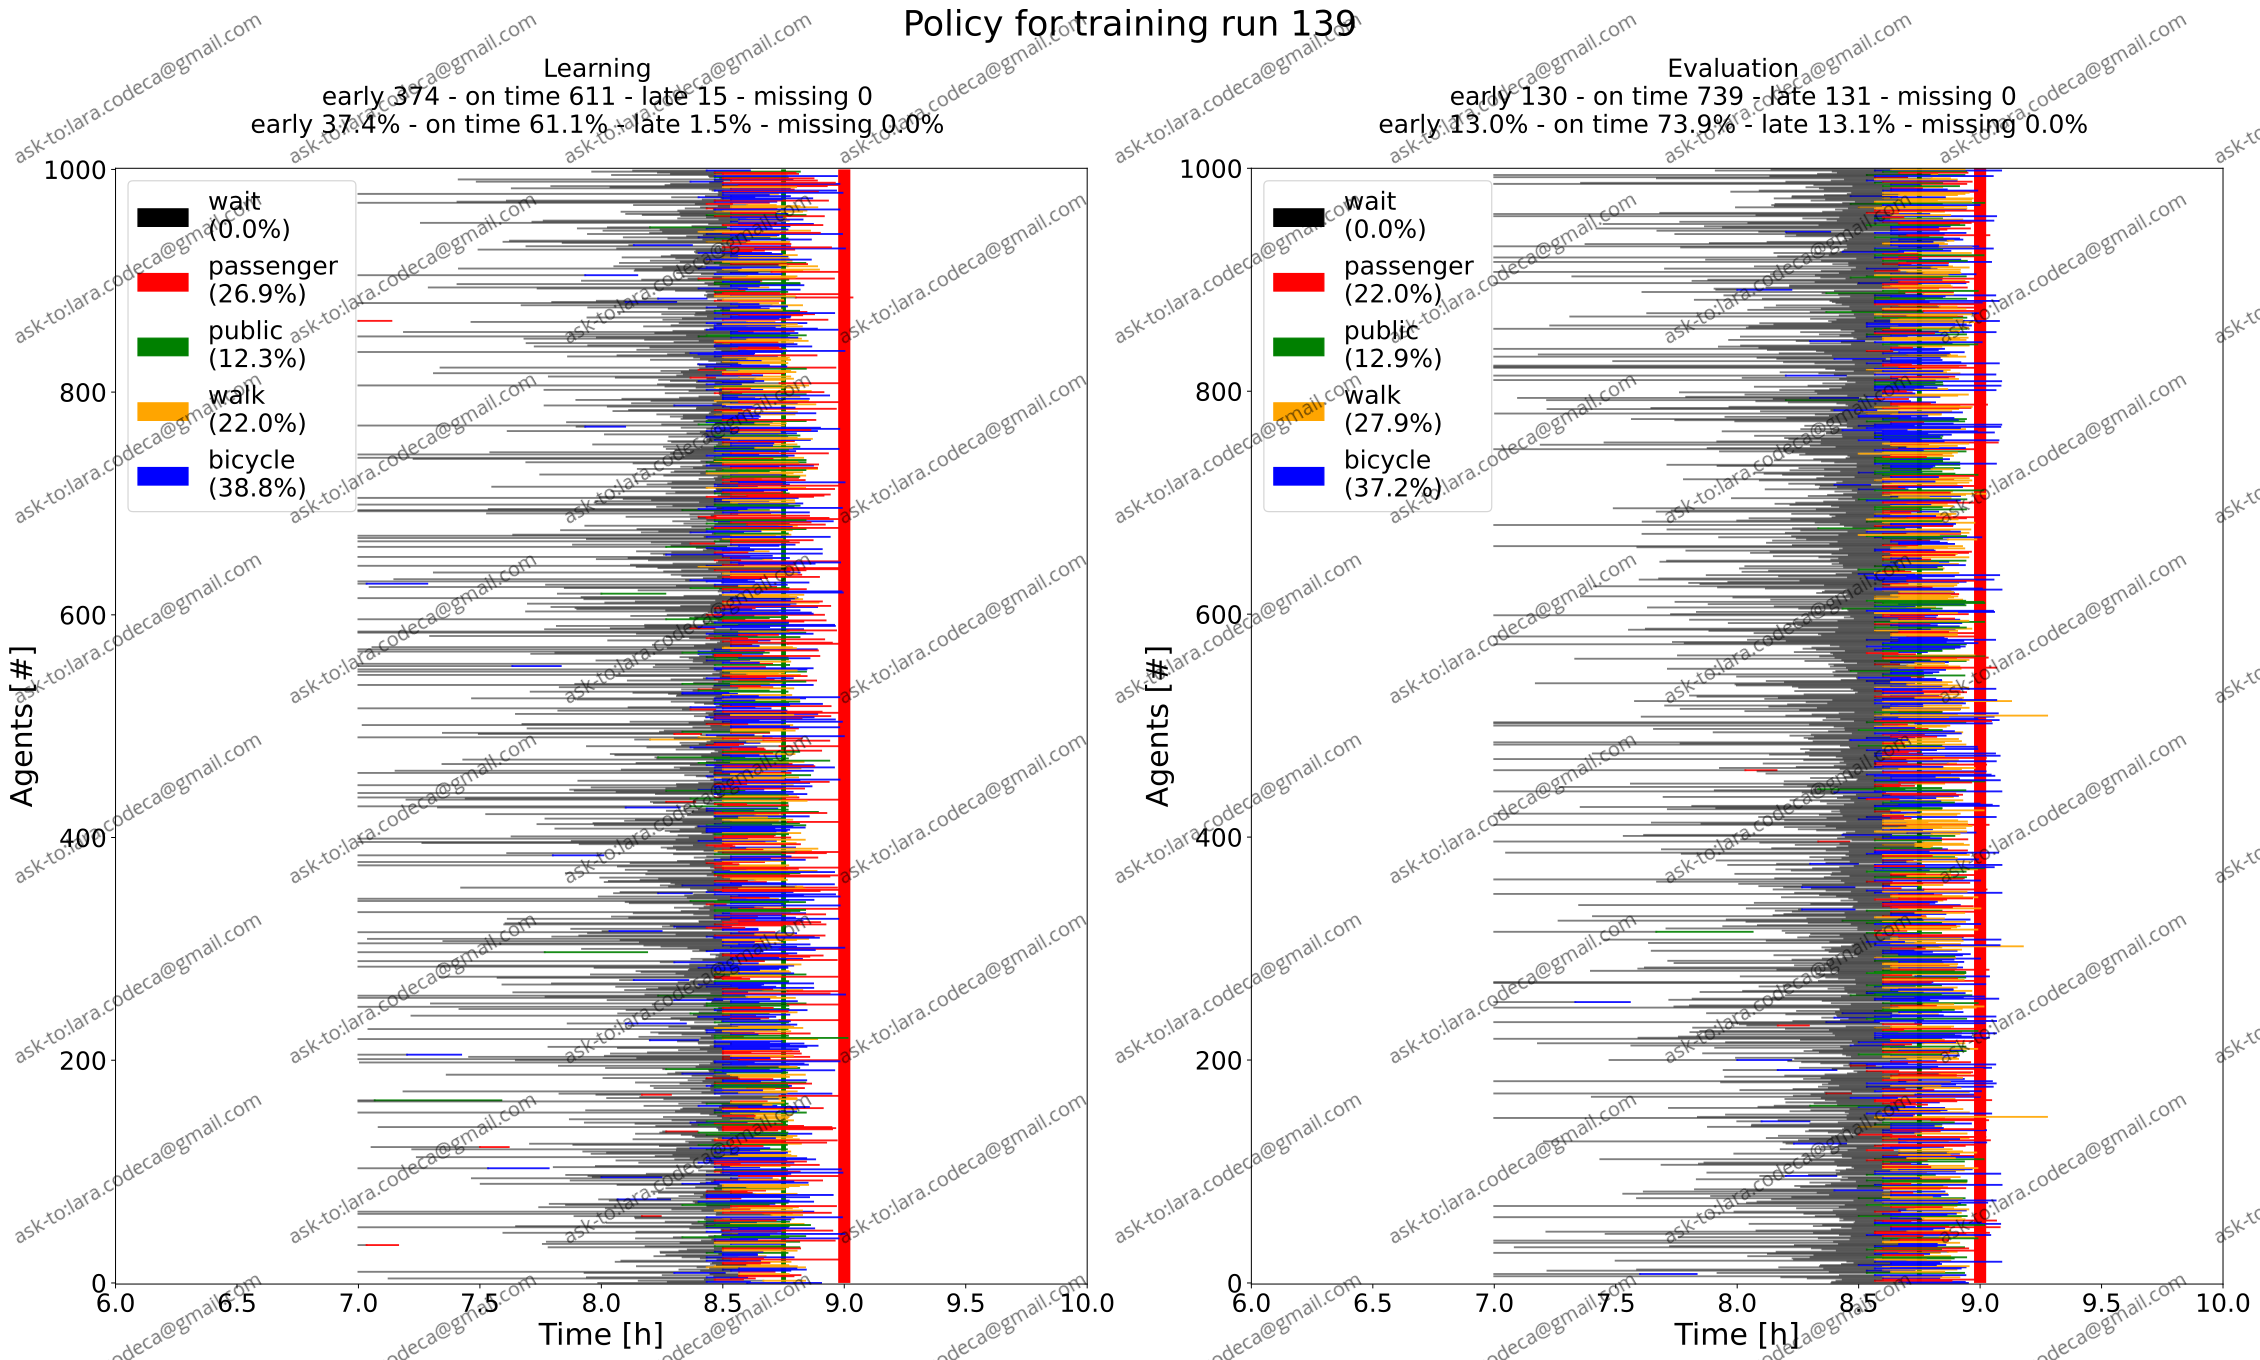 Policy for training run 139
Learning
early 374 - on time 611 - late 15 - missing 0
early 37.4% - on time 61.1% - late 1.5% - missing 0.0%
Agents [#]
1000
800
600
400
200
0
wait
(0.0%)
passenger
(26.9%)
public
(12.3%)
walk
(22.0%)
bicycle
(38.8%)
6.0 6.5 7.0 7.5 8.0 8.5 9.0 9.5 10.0
Time [h]
Evaluation
early 130 - on time 739 - late 131 - missing 0
early 13.0% - on time 73.9% - late 13.1% - missing 0.0%
Agents [#]
1000
800
600
400
200
0
wait
(0.0%)
passenger
(22.0%)
public
(12.9%)
walk
(27.9%)
bicycle
(37.2%)
6.0 6.5 7.0 7.5 8.0 8.5 9.0 9.5 10.0
Time [h]
ask-to:lara.codeca@gmail.com